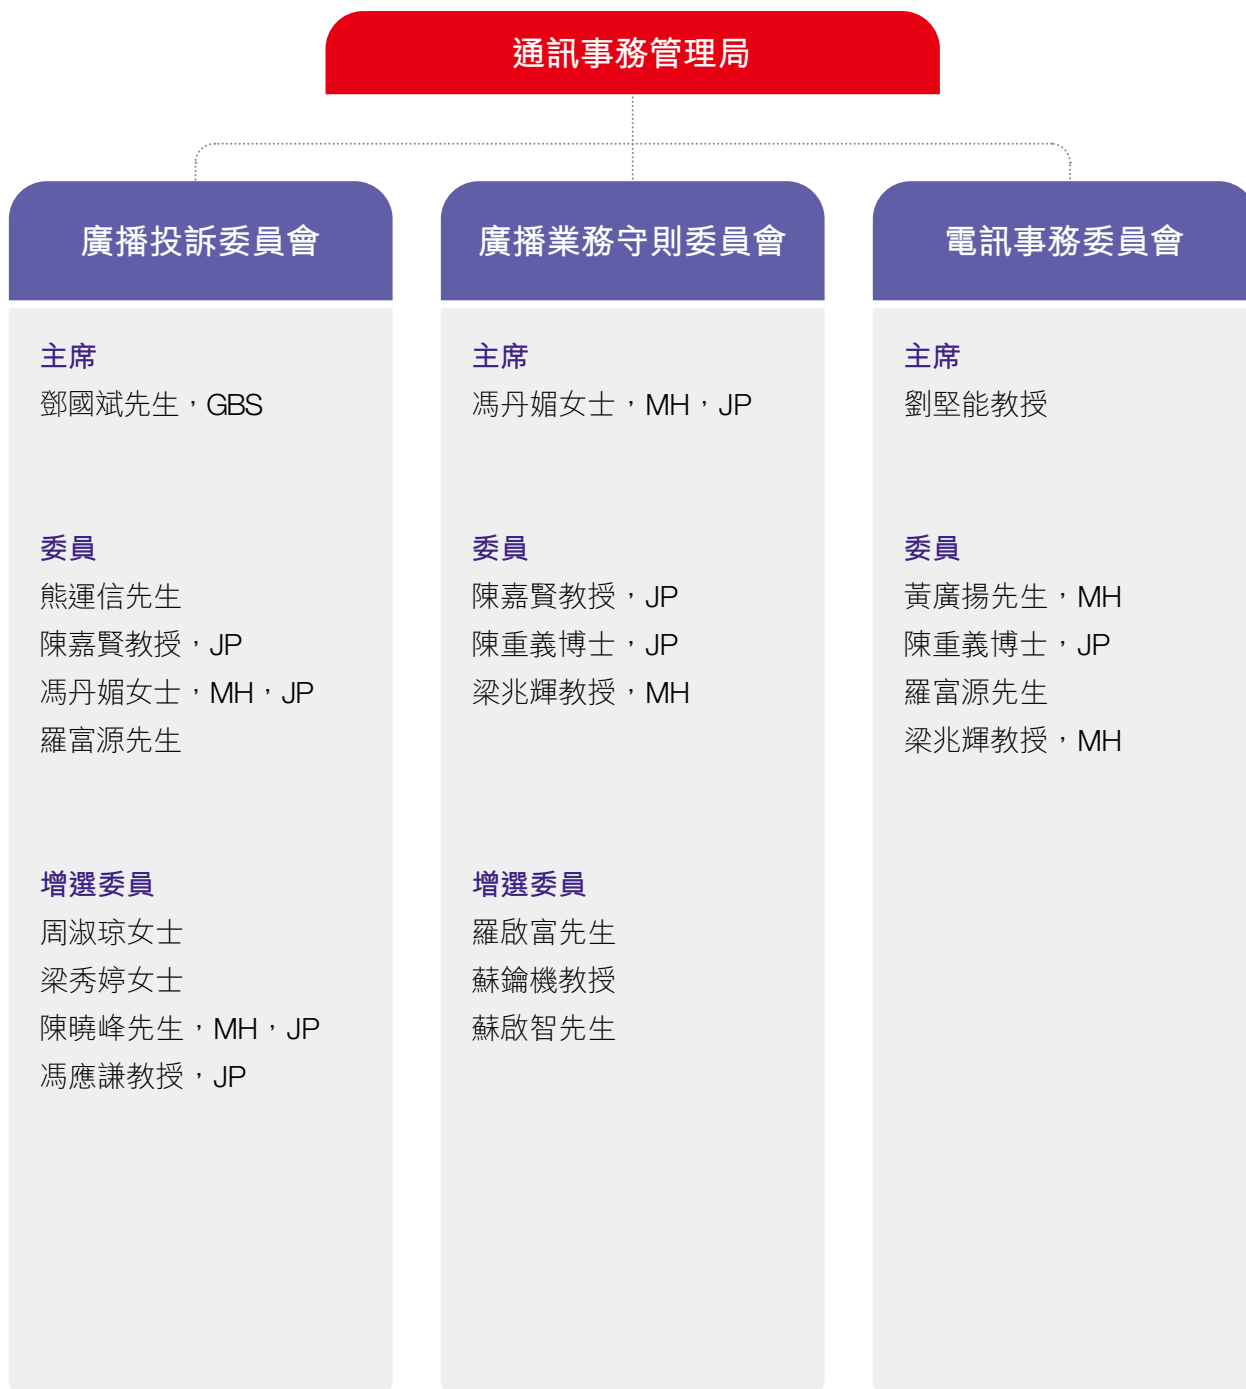 通訊事務管理局
廣播投訴委員會
主席
鄧國斌先生，GBS
委員
熊運信先生
陳嘉賢教授，JP
馮丹媚女士，MH，JP
羅富源先生
增選委員
周淑琼女士
梁秀婷女士
陳曉峰先生，MH，JP
馮應謙教授，JP
廣播業務守則委員會
主席
馮丹媚女士，MH，JP
委員
陳嘉賢教授，JP
陳重義博士，JP
梁兆輝教授，MH
增選委員
羅啟富先生
蘇鑰機教授
蘇啟智先生
電訊事務委員會
主席
劉堅能教授
委員
黃廣揚先生，MH
陳重義博士，JP
羅富源先生
梁兆輝教授，MH